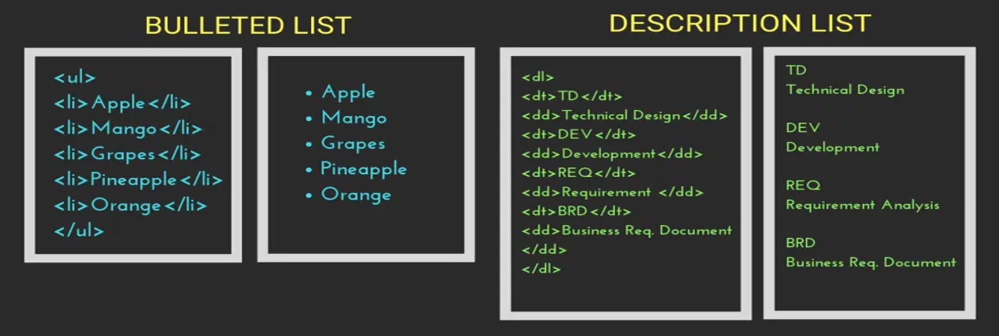 BULLETED LIST
<ul>
<li>Apple</li>
<li>Mango</li>
<li>Grapes</li>
<li>Pineapple</li>
<li>Orange</li>
</ul>
• Apple
• Mango
• Grapes
• Pineapple
• Orange
DESCRIPTION LIST
<dl>
<dt>TD</dt>
<dd>Technical Design</dd>
<dt>DEV</dt>
<dd>Development</dd>
<dt>REQ</dt>
<dd>Requirement </dd>
<dt>BRD</dt>
<dd>Business Req. Document
</dd>
</dl>
TD
Technical Design
DEV
Development
REQ
Requirement Analysis
BRD
Business Req. Document